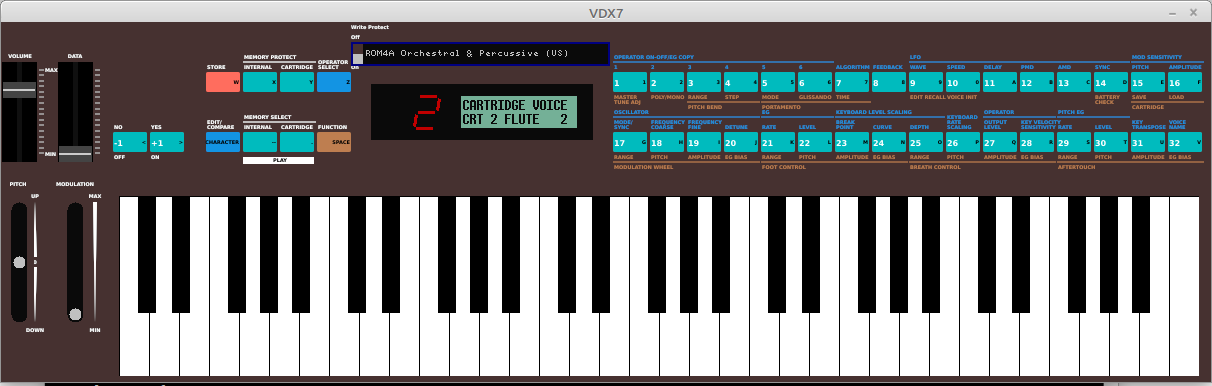 VDX7
Write Protect
Off
ROM4A Orchestral & Percussive (US)
On
VOLUME DATA
MAX
MIN
STORE
MEMORY PROTECT
INTERNAL CARTRIDGE
OPERATOR SELECT
W X Y Z
NO YES
-1 < +1 >
OFF ON
EDIT/
COMPARE
MEMORY SELECT
INTERNAL CARTRIDGE FUNCTION
CHARACTER – . SPACE
PLAY
2
CARTRIDGE VOICE
CRT 2 FLUTE 2
OPERATOR ON-OFF/EG COPY LFO MOD SENSITIVITY
1 2 3 4 5 6 ALGORITHM FEEDBACK WAVE SPEED DELAY PMD AMD SYNC PITCH AMPLITUDE
1 1 2 2 3 3 4 4 5 5 6 6 7 7 8 8 9 9 10 0 11 A 12 B 13 C 14 D 15 E 16 F
MASTER TUNE ADJ POLY/MONO RANGE STEP MODE GLISSANDO TIME EDIT RECALL VOICE INIT BATTERY CHECK SAVE LOAD
PITCH BEND PORTAMENTO CARTRIDGE
OSCILLATOR EG KEYBOARD LEVEL SCALING OPERATOR PITCH EG
MODE/ SYNC FREQUENCY COARSE FREQUENCY FINE DETUNE RATE LEVEL BREAK POINT CURVE DEPTH KEYBOARD RATE SCALING OUTPUT LEVEL KEY VELOCITY SENSITIVITY RATE LEVEL KEY TRANSPOSE VOICE NAME
17 G 18 H 19 I 20 J 21 K 22 L 23 M 24 N 25 O 26 P 27 Q 28 R 29 S 30 T 31 U 32 V
RANGE PITCH AMPLITUDE EG BIAS RANGE PITCH AMPLITUDE EG BIAS RANGE PITCH AMPLITUDE EG BIAS RANGE PITCH AMPLITUDE EG BIAS
MODULATION WHEEL FOOT CONTROL BREATH CONTROL AFTERTOUCH
PITCH MODULATION
UP MAX
0
DOWN MIN